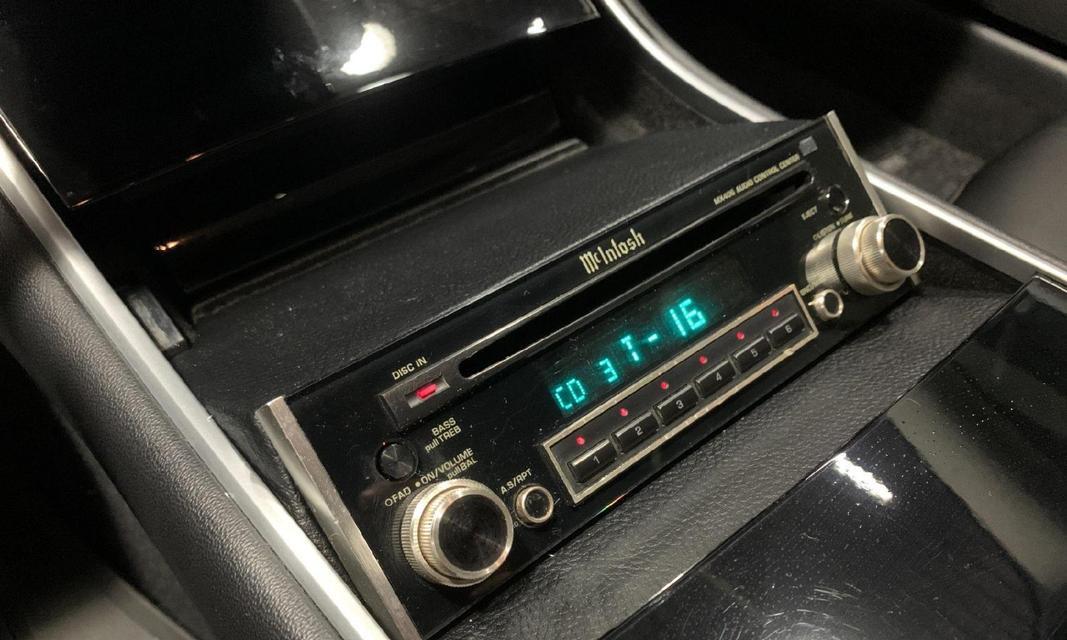 MX406 AUDIO CONTROL CENTER
McIntosh
EJECT
DISC IN
CD 3 T-16
BASS
pull TREB
FAD ON/VOLUME
pull BAL
A.S/RPT
1 2 3 4 5 6